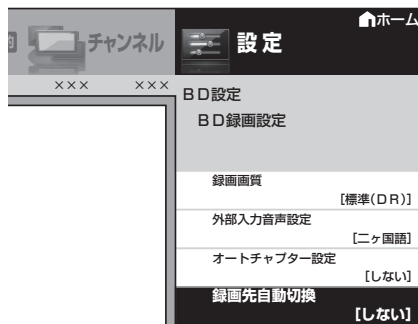 ホーム
チャンネル
設定
××× ×××
BD設定
BD録画設定
録画画質
[標準(DR)]
外部入力音声設定
[二ヶ国語]
オートチャプター設定
[しない]
録画先自動切換
[しない]